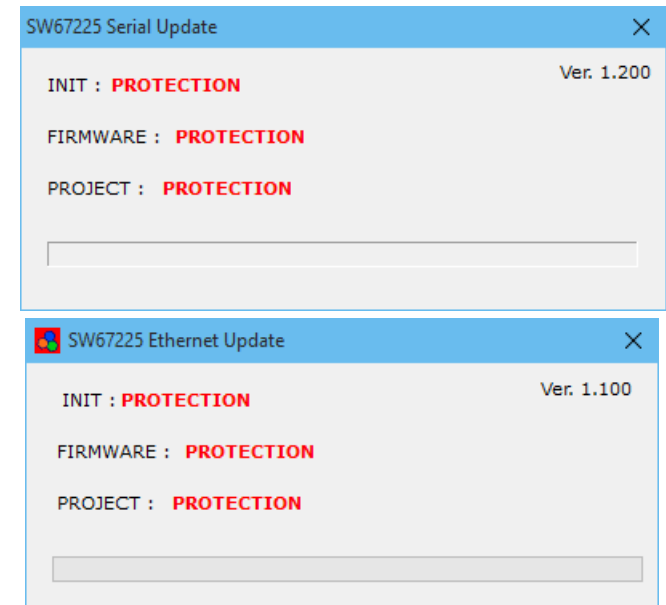 SW67225 Serial Update
Ver. 1.200
INIT : PROTECTION
FIRMWARE : PROTECTION
PROJECT : PROTECTION
SW67225 Ethernet Update
Ver. 1.100
INIT : PROTECTION
FIRMWARE : PROTECTION
PROJECT : PROTECTION